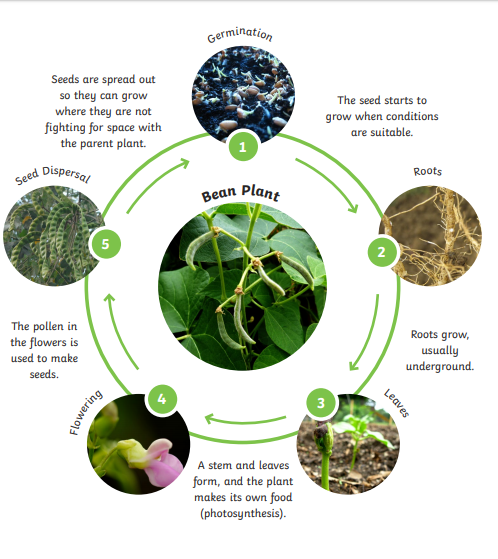 Germination
1
The seed starts to
grow when conditions
are suitable.
Roots
2
Roots grow,
usually
underground.
Leaves
3
A stem and leaves
form, and the plant
makes its own food
(photosynthesis).
Flowering
4
The pollen in
the flowers is
used to make
seeds.
Seed Dispersal
5
Seeds are spread out
so they can grow
where they are not
fighting for space with
the parent plant.
Bean Plant